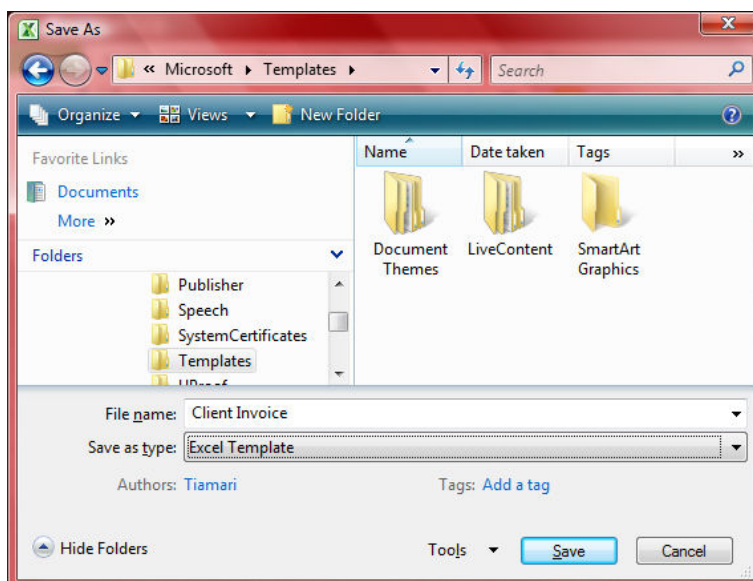 Save As
« Microsoft Templates
Search
Organize Views New Folder
Favorite Links
Documents
More »
Folders
Publisher
Speech
SystemCertificates
Templates
Name Date taken Tags »
Document Themes
LiveContent
SmartArt Graphics
File name: Client Invoice
Save as type: Excel Template
Authors: Tiamari
Tags: Add a tag
Hide Folders
Tools Save Cancel